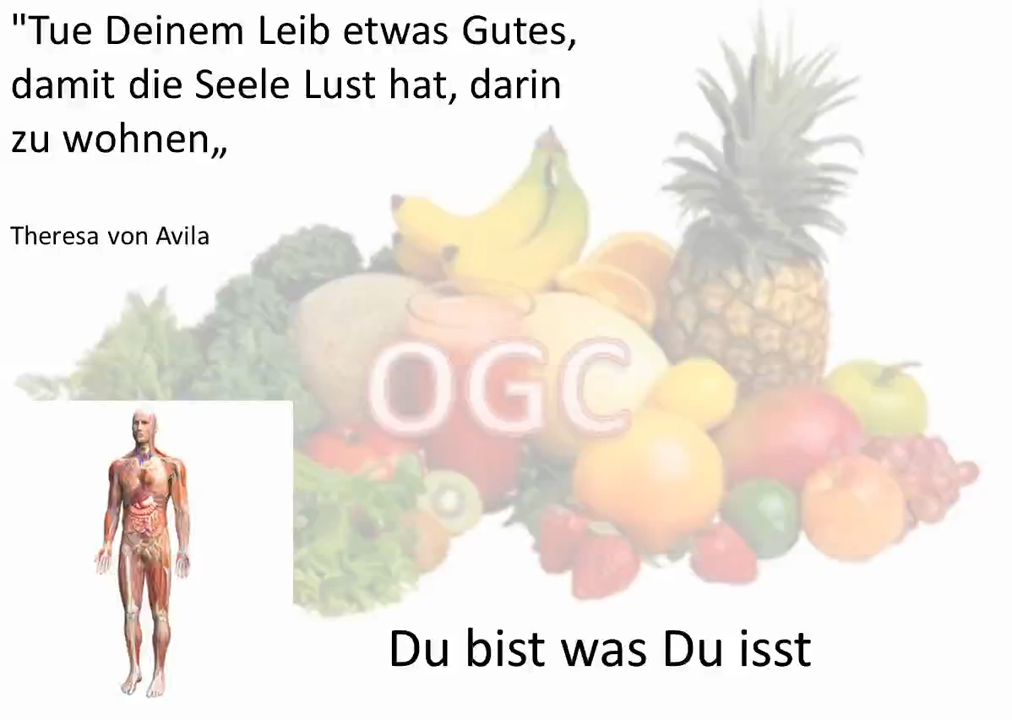 "Tue Deinem Leib etwas Gutes,
damit die Seele Lust hat, darin
zu wohnen„
Theresa von Avila
OGC
Du bist was Du isst